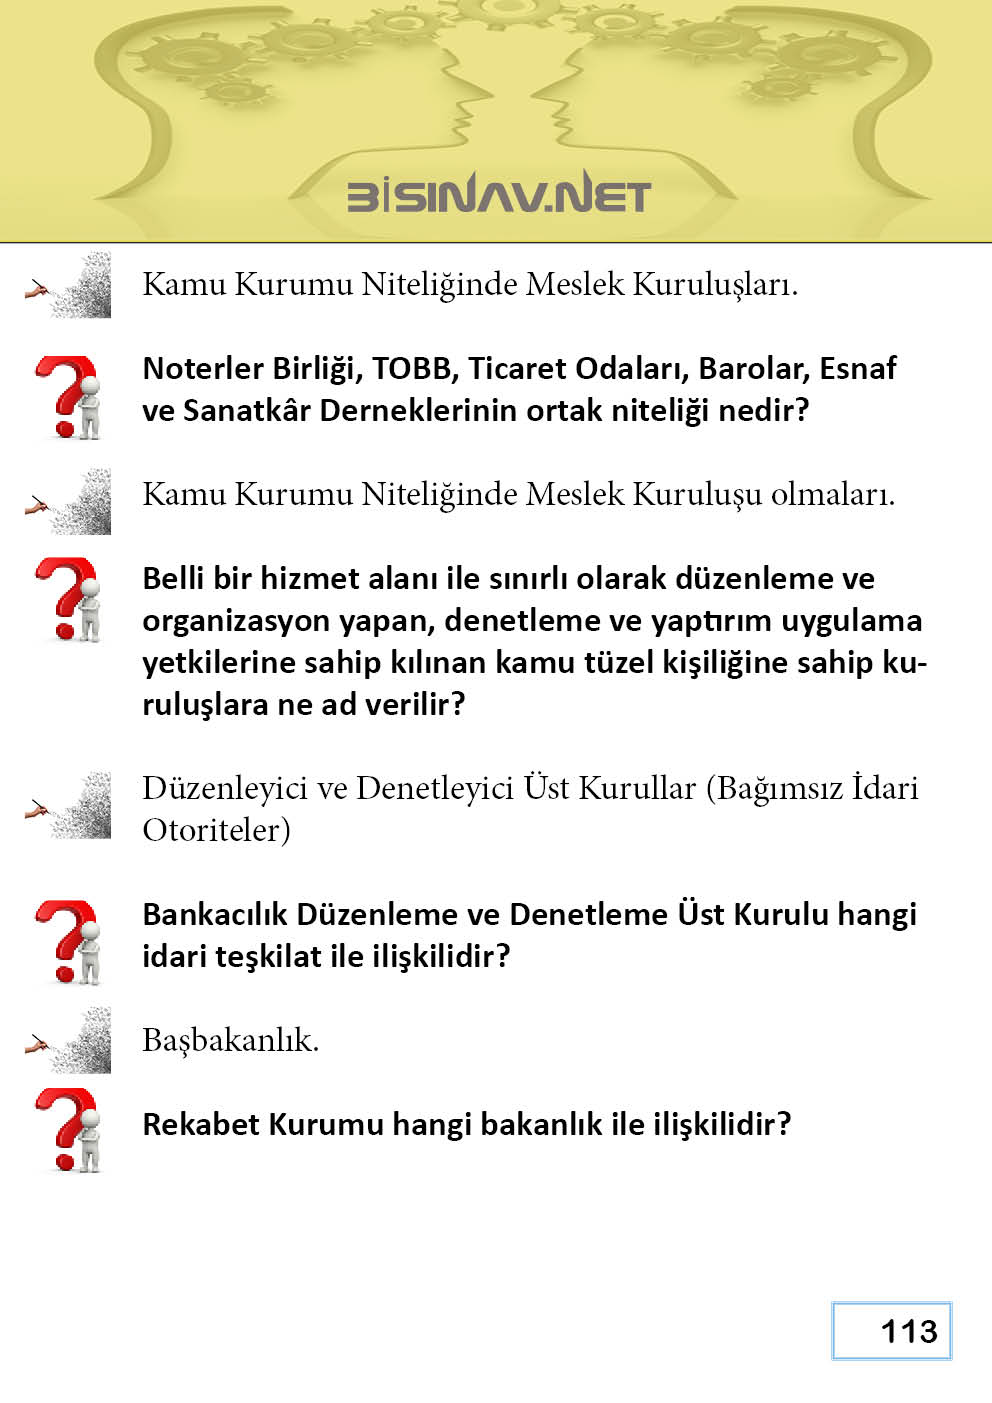 BİSINAV.NET
Kamu Kurumu Niteliğinde Meslek Kuruluşları.
Noterler Birliği, TOBB, Ticaret Odaları, Barolar, Esnaf
ve Sanatkâr Derneklerinin ortak niteliği nedir?
Kamu Kurumu Niteliğinde Meslek Kuruluşu olmaları.
Belli bir hizmet alanı ile sınırlı olarak düzenleme ve
organizasyon yapan, denetleme ve yaptırım uygulama
yetkilerine sahip kılınan kamu tüzel kişiliğine sahip ku-
ruluşlara ne ad verilir?
Düzenleyici ve Denetleyici Üst Kurullar (Bağımsız İdari
Otoriteler)
Bankacılık Düzenleme ve Denetleme Üst Kurulu hangi
idari teşkilat ile ilişkilidir?
Başbakanlık.
Rekabet Kurumu hangi bakanlık ile ilişkilidir?
113